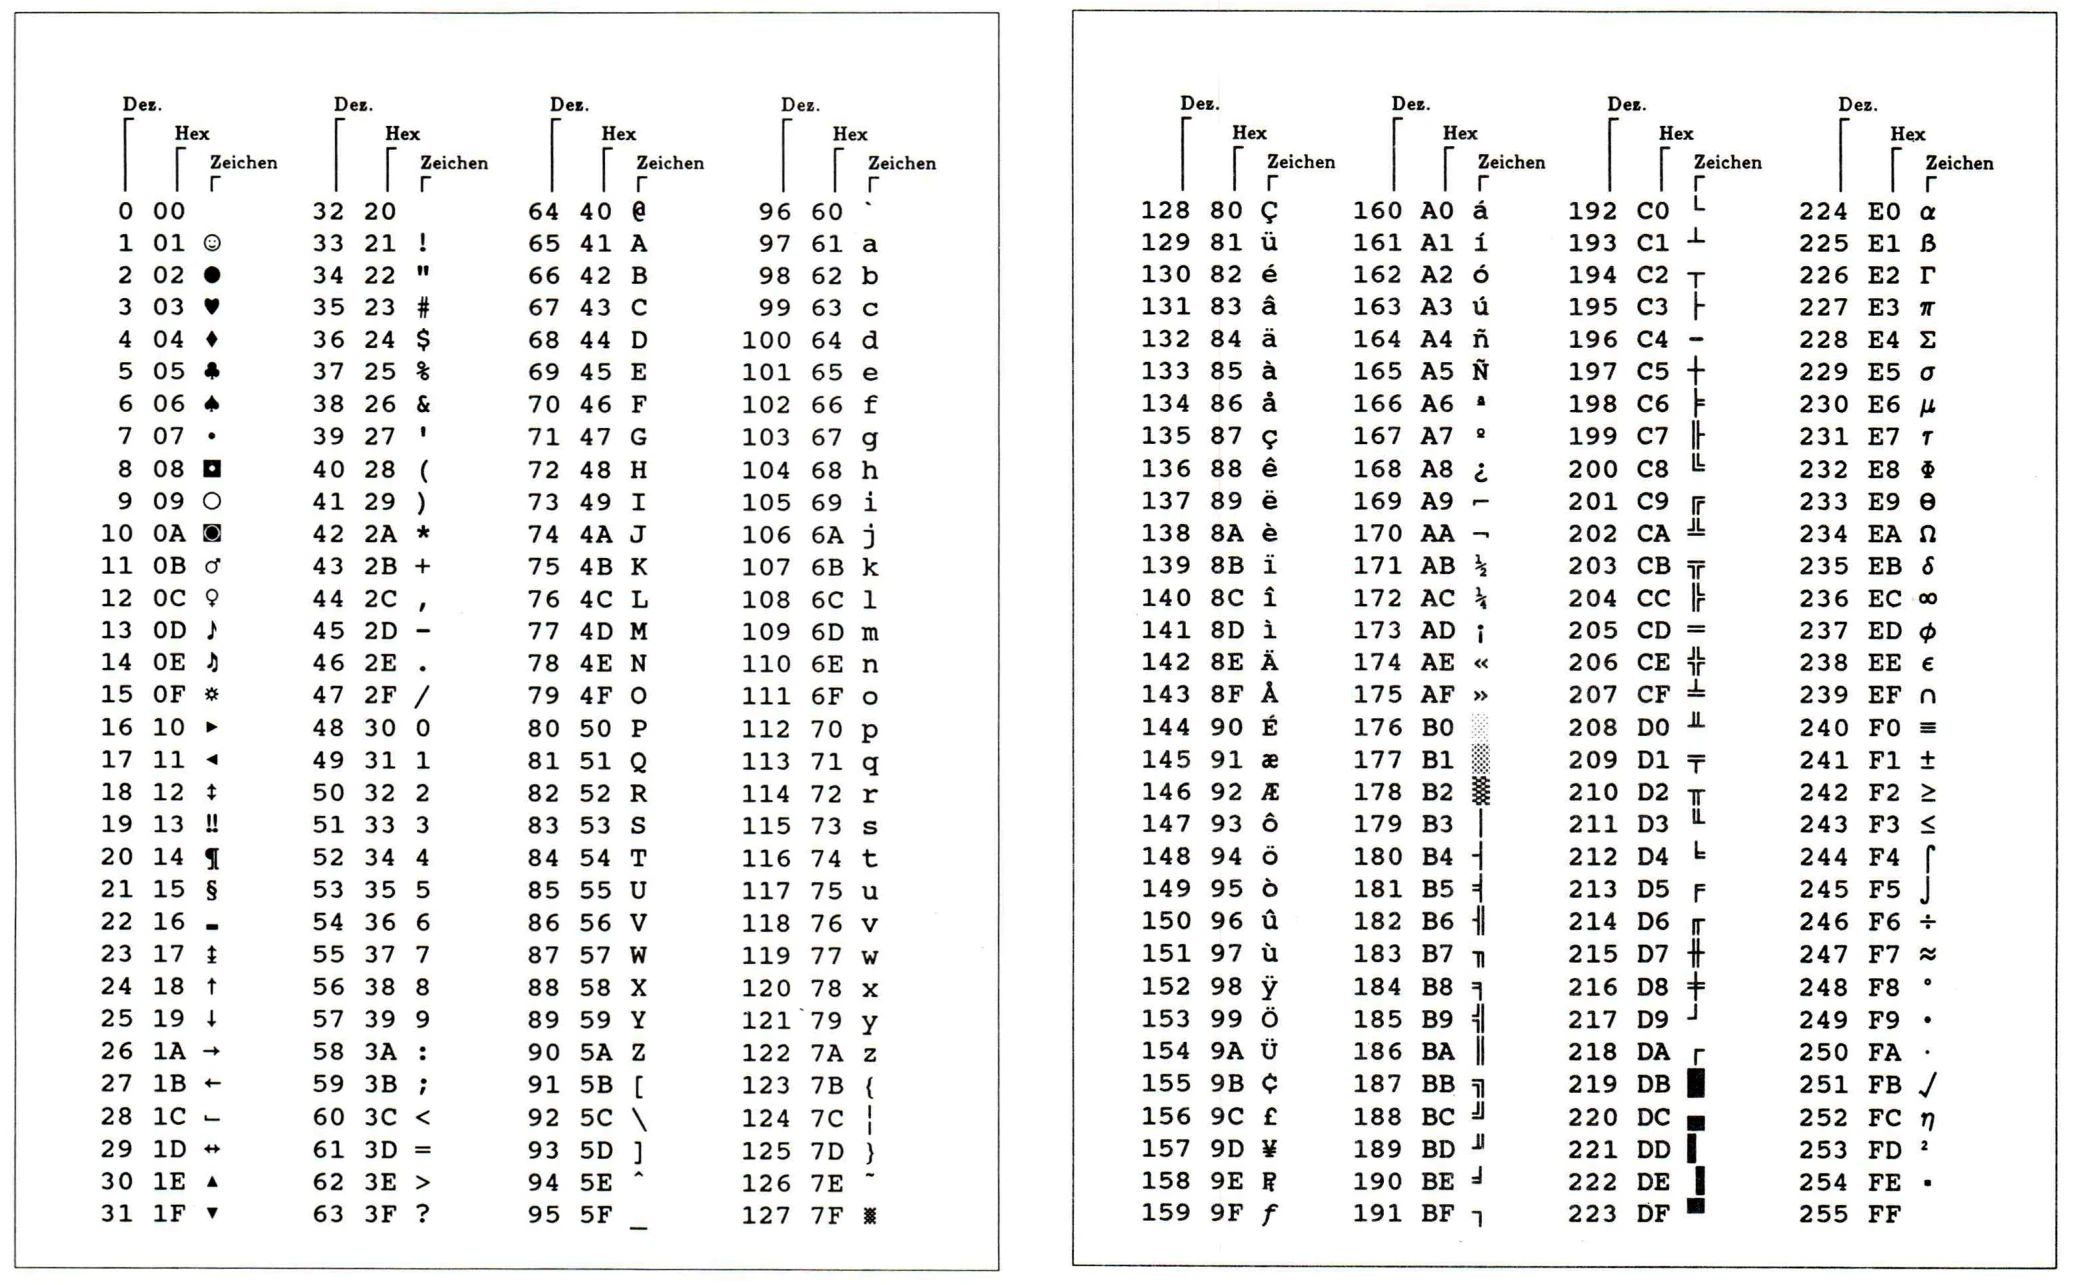 Dez. Dez. Dez. Dez.
Hex Hex Hex Hex
Zeichen Zeichen Zeichen Zeichen
0 00 32 20 64 40 @ 96 60 `
1 01 ☺ 33 21 ! 65 41 A 97 61 a
2 02 ● 34 22 " 66 42 B 98 62 b
3 03 ♥ 35 23 # 67 43 C 99 63 c
4 04 ♦ 36 24 $ 68 44 D 100 64 d
5 05 ♣ 37 25 % 69 45 E 101 65 e
6 06 ♠ 38 26 & 70 46 F 102 66 f
7 07 • 39 27 ' 71 47 G 103 67 g
8 08 ◘ 40 28 ( 72 48 H 104 68 h
9 09 ○ 41 29 ) 73 49 I 105 69 i
10 0A ◙ 42 2A * 74 4A J 106 6A j
11 0B ♂ 43 2B + 75 4B K 107 6B k
12 0C ♀ 44 2C , 76 4C L 108 6C l
13 0D ♪ 45 2D - 77 4D M 109 6D m
14 0E ♫ 46 2E . 78 4E N 110 6E n
15 0F ☼ 47 2F / 79 4F O 111 6F o
16 10 ► 48 30 0 80 50 P 112 70 p
17 11 ◄ 49 31 1 81 51 Q 113 71 q
18 12 ↕ 50 32 2 82 52 R 114 72 r
19 13 ‼ 51 33 3 83 53 S 115 73 s
20 14 ¶ 52 34 4 84 54 T 116 74 t
21 15 § 53 35 5 85 55 U 117 75 u
22 16 ▬ 54 36 6 86 56 V 118 76 v
23 17 ↨ 55 37 7 87 57 W 119 77 w
24 18 ↑ 56 38 8 88 58 X 120 78 x
25 19 ↓ 57 39 9 89 59 Y 121 79 y
26 1A → 58 3A : 90 5A Z 122 7A z
27 1B ← 59 3B ; 91 5B [ 123 7B {
28 1C ⌙ 60 3C < 92 5C \ 124 7C ¦
29 1D ↔ 61 3D = 93 5D ] 125 7D }
30 1E ▲ 62 3E > 94 5E ^ 126 7E ~
31 1F ▼ 63 3F ? 95 5F _ 127 7F ▓
Dez. Dez. Dez. Dez.
Hex Hex Hex Hex
Zeichen Zeichen Zeichen Zeichen
128 80 Ç 160 A0 á 192 C0 └ 224 E0 α
129 81 ü 161 A1 í 193 C1 ┴ 225 E1 β
130 82 é 162 A2 ó 194 C2 ┬ 226 E2 Γ
131 83 â 163 A3 ú 195 C3 ├ 227 E3 π
132 84 ä 164 A4 ñ 196 C4 ─ 228 E4 Σ
133 85 à 165 A5 Ñ 197 C5 ┼ 229 E5 σ
134 86 å 166 A6 ª 198 C6 ╞ 230 E6 μ
135 87 ç 167 A7 º 199 C7 ╟ 231 E7 τ
136 88 ê 168 A8 ¿ 200 C8 ╚ 232 E8 Φ
137 89 ë 169 A9 ⌐ 201 C9 ╔ 233 E9 Θ
138 8A è 170 AA ¬ 202 CA ╩ 234 EA Ω
139 8B ï 171 AB ½ 203 CB ╦ 235 EB δ
140 8C î 172 AC ¼ 204 CC ╠ 236 EC ∞
141 8D ì 173 AD ¡ 205 CD ═ 237 ED ϕ
142 8E Ä 174 AE « 206 CE ╬ 238 EE ϵ
143 8F Å 175 AF » 207 CF ╧ 239 EF ∩
144 90 É 176 B0 ░ 208 D0 ╨ 240 F0 ≡
145 91 æ 177 B1 ▒ 209 D1 ╤ 241 F1 ±
146 92 Æ 178 B2 ▓ 210 D2 ╥ 242 F2 ≥
147 93 ô 179 B3 │ 211 D3 ╙ 243 F3 ≤
148 94 ö 180 B4 ┤ 212 D4 ╘ 244 F4 ⌠
149 95 ò 181 B5 ╡ 213 D5 ╒ 245 F5 ⌡
150 96 û 182 B6 ╢ 214 D6 ╓ 246 F6 ÷
151 97 ù 183 B7 ╖ 215 D7 ╫ 247 F7 ≈
152 98 ÿ 184 B8 ╕ 216 D8 ╪ 248 F8 °
153 99 Ö 185 B9 ╣ 217 D9 ┘ 249 F9 •
154 9A Ü 186 BA ║ 218 DA ┌ 250 FA ·
155 9B ¢ 187 BB ╗ 219 DB █ 251 FB √
156 9C £ 188 BC ╝ 220 DC ▄ 252 FC η
157 9D ¥ 189 BD ╜ 221 DD ▌ 253 FD ²
158 9E ₧ 190 BE ╛ 222 DE ▐ 254 FE ▪
159 9F ƒ 191 BF ┐ 223 DF ▀ 255 FF